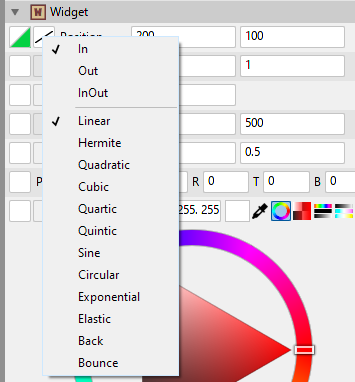 Widget
Position 200 100
In
Out 1
InOut
Linear 500
Hermite
Quadratic 0.5
Cubic
P R 0 T 0 B 0
Quartic 255. 255
Quintic
Sine
Circular
Exponential
Elastic
Back
Bounce